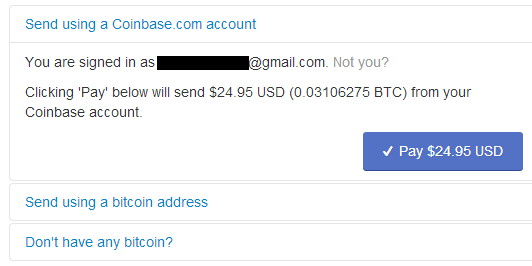 Send using a Coinbase.com account
You are signed in as @gmail.com. Not you?
Clicking 'Pay' below will send $24.95 USD (0.03106275 BTC) from your
Coinbase account.
✓ Pay $24.95 USD
Send using a bitcoin address
Don't have any bitcoin?